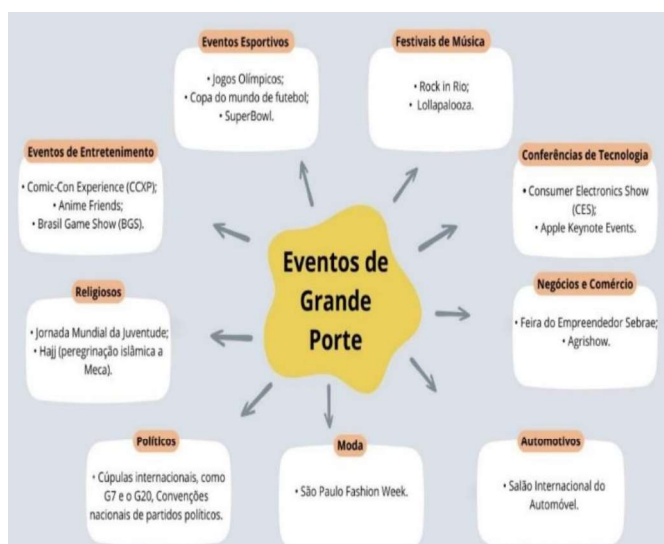 Eventos Esportivos
• Jogos Olímpicos;
• Copa do mundo de futebol;
• SuperBowl.
Festivais de Música
• Rock in Rio;
• Lollapalooza.
Eventos de Entretenimento
• Comic-Con Experience (CCXP);
• Anime Friends;
• Brasil Game Show (BGS).
Conferências de Tecnologia
• Consumer Electronics Show
(CES);
• Apple Keynote Events.
Eventos de
Grande
Porte
Religiosos
• Jornada Mundial da Juventude;
• Hajj (peregrinação islâmica a
Meca).
Negócios e Comércio
• Feira do Empreendedor Sebrae;
• Agrishow.
Políticos
• Cúpulas internacionais, como
G7 e o G20, Convenções
nacionais de partidos políticos.
Moda
• São Paulo Fashion Week.
Automotivos
• Salão Internacional do
Automóvel.